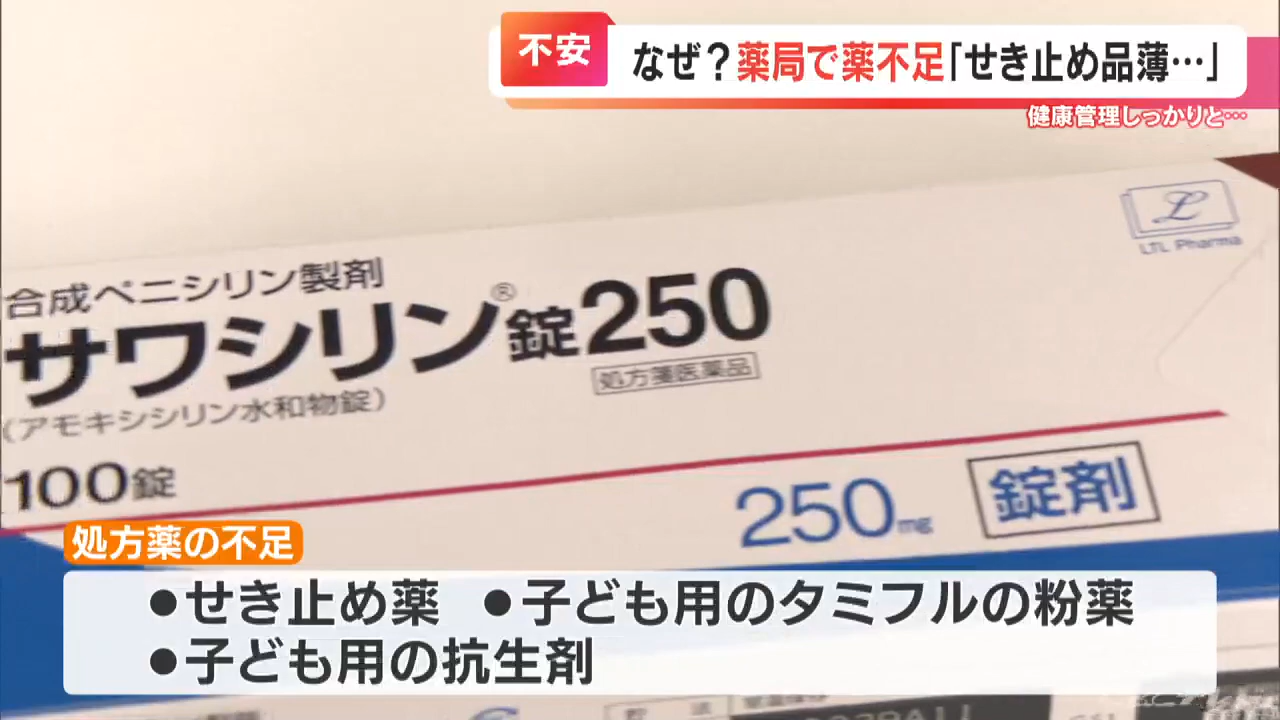 不安
なぜ？薬局で薬不足「せき止め品薄…」
健康管理しっかりと…
LTL Pharma
合成ペニシリン製剤
サワシリン®錠250
処方箋医薬品
(アモキシシリン水和物錠)
100錠
250mg
錠剤
処方薬の不足
●せき止め薬 ●子ども用のタミフルの粉薬
●子ども用の抗生剤